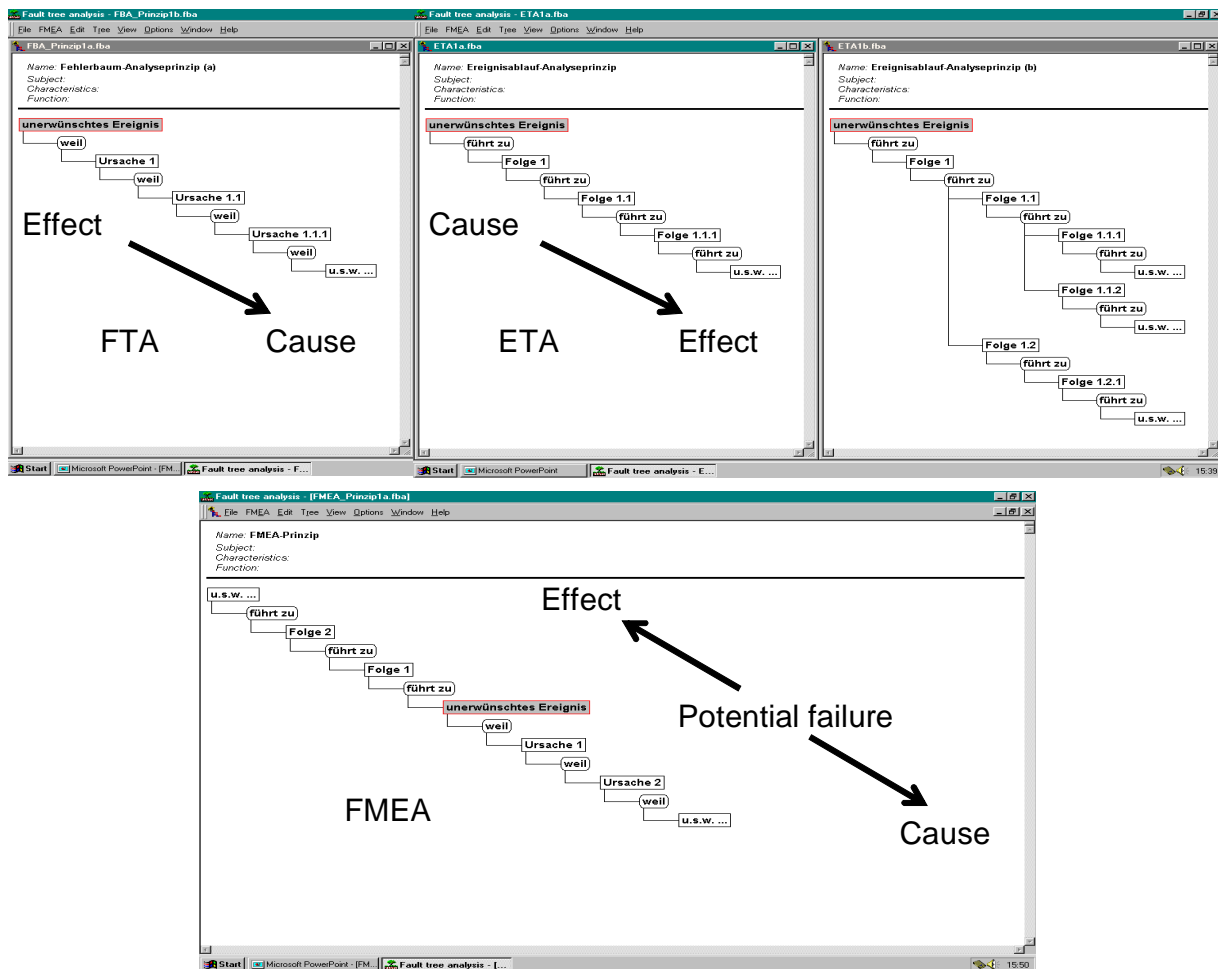 Fault tree analysis - FBA_Prinzip1b.fba
File FMEA Edit Tree View Options Window Help
FBA_Prinzip1a.fba
Name: Fehlerbaum-Analyseprinzip (a)
Subject:
Characteristics:
Function:
unerwünschtes Ereignis
weil
Ursache 1
weil
Ursache 1.1
weil
Ursache 1.1.1
weil
u.s.w. ...
Effect
FTA
Cause
Start
Microsoft PowerPoint - [FM...
Fault tree analysis - F...
Fault tree analysis - ETA1a.fba
File FMEA Edit Tree View Options Window Help
ETA1a.fba
Name: Ereignisablauf-Analyseprinzip
Subject:
Characteristics:
Function:
unerwünschtes Ereignis
führt zu
Folge 1
führt zu
Folge 1.1
führt zu
Folge 1.1.1
führt zu
u.s.w. ...
Cause
ETA
Effect
ETA1b.fba
Name: Ereignisablauf-Analyseprinzip (b)
Subject:
Characteristics:
Function:
unerwünschtes Ereignis
führt zu
Folge 1
führt zu
Folge 1.1
führt zu
Folge 1.1.1
führt zu
u.s.w. ...
Folge 1.1.2
führt zu
u.s.w. ...
Folge 1.2
führt zu
Folge 1.2.1
führt zu
u.s.w. ...
Start
Microsoft PowerPoint
Fault tree analysis - E...
15:39
Fault tree analysis - [FMEA_Prinzip1a.fba]
File FMEA Edit Tree View Options Window Help
Name: FMEA-Prinzip
Subject:
Characteristics:
Function:
u.s.w. ...
führt zu
Folge 2
führt zu
Folge 1
führt zu
unerwünschtes Ereignis
weil
Ursache 1
weil
Ursache 2
weil
u.s.w. ...
Effect
Potential failure
FMEA
Cause
Start
Microsoft PowerPoint - [FM...
Fault tree analysis - [...
15:50